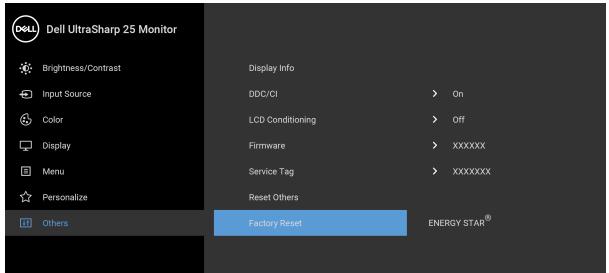 DELL Dell UltraSharp 25 Monitor
Brightness/Contrast
Input Source
Color
Display
Menu
Personalize
Others
Display Info
DDC/CI > On
LCD Conditioning > Off
Firmware > XXXXXX
Service Tag > XXXXXXX
Reset Others
Factory Reset ENERGY STAR®